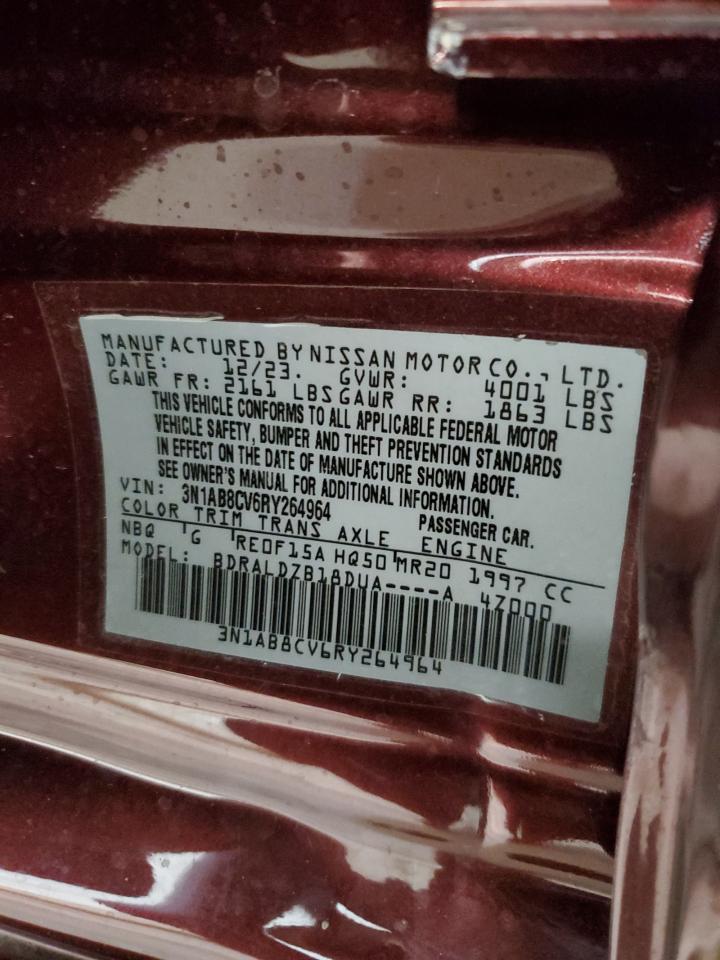 MANUFACTURED BY NISSAN MOTOR CO., LTD.
DATE: 12/23. GVWR: 4001 LBS
GAWR FR: 2161 LBS GAWR RR: 1863 LBS
THIS VEHICLE CONFORMS TO ALL APPLICABLE FEDERAL MOTOR
VEHICLE SAFETY, BUMPER AND THEFT PREVENTION STANDARDS
IN EFFECT ON THE DATE OF MANUFACTURE SHOWN ABOVE.
SEE OWNER'S MANUAL FOR ADDITIONAL INFORMATION.
VIN: 3N1AB8CV6RY264964 PASSENGER CAR.
COLOR TRIM TRANS AXLE ENGINE
NBQ G RE0F15A HQ50 MR20 1997 CC
MODEL: BDRALDZB18DUA----A 4Z000
3N1AB8CV6RY264964